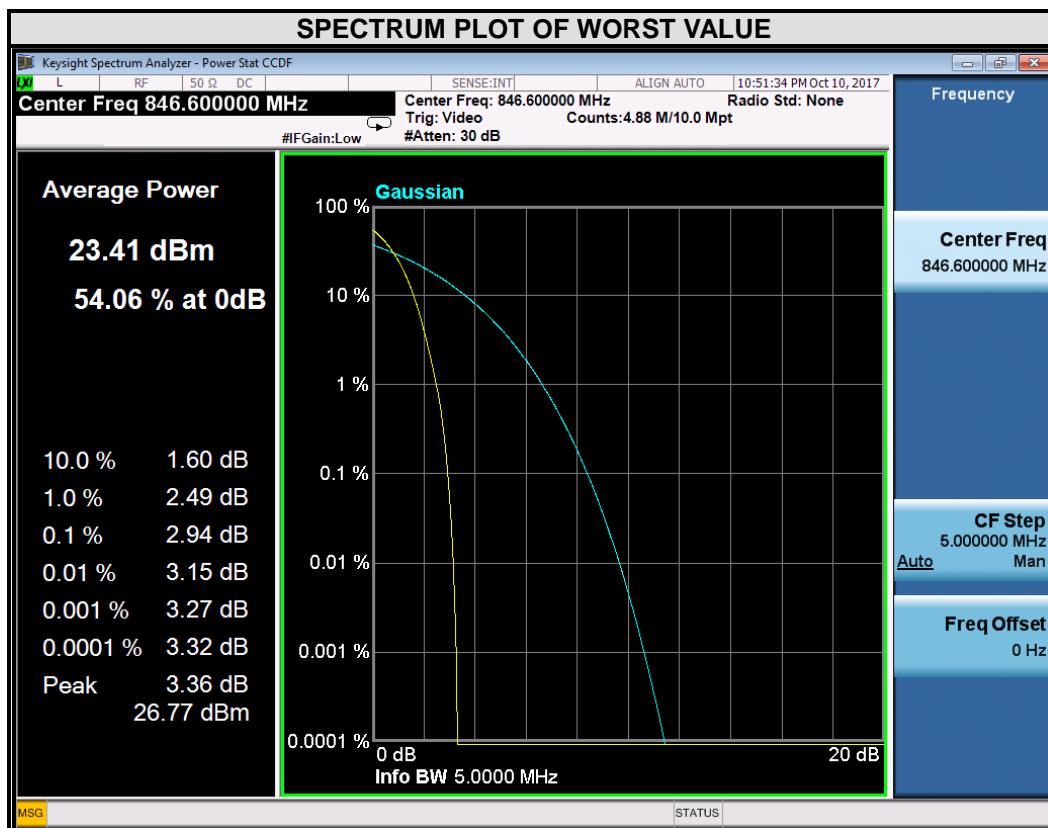 SPECTRUM PLOT OF WORST VALUE
Keysight Spectrum Analyzer - Power Stat CCDF
LXI L RF 50 Ω DC SENSE:INT ALIGN AUTO 10:51:34 PM Oct 10, 2017
Center Freq 846.600000 MHz
Center Freq: 846.600000 MHz Radio Std: None
Trig: Video Counts:4.88 M/10.0 Mpt
#IFGain:Low #Atten: 30 dB
Frequency
Average Power
23.41 dBm
54.06 % at 0dB
10.0 % 1.60 dB
1.0 % 2.49 dB
0.1 % 2.94 dB
0.01 % 3.15 dB
0.001 % 3.27 dB
0.0001 % 3.32 dB
Peak 3.36 dB
26.77 dBm
Gaussian
100 %
10 %
1 %
0.1 %
0.01 %
0.001 %
0.0001 %
0 dB 20 dB
Info BW 5.0000 MHz
Center Freq
846.600000 MHz
CF Step
5.000000 MHz
Auto Man
Freq Offset
0 Hz
MSG STATUS